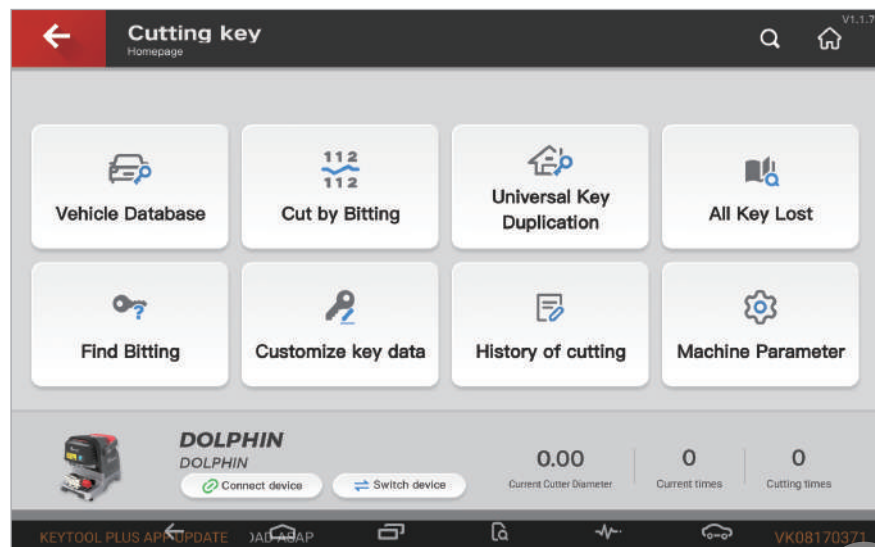 Cutting key
Homepage
V1.1.7
112
112
Vehicle Database
Cut by Bitting
Universal Key
Duplication
All Key Lost
Find Bitting
Customize key data
History of cutting
Machine Parameter
DOLPHIN
DOLPHIN
Connect device
Switch device
0.00
Current Cutter Diameter
0
Current times
0
Cutting times
KEYTOOL PLUS APP UPDATE
VK08170371